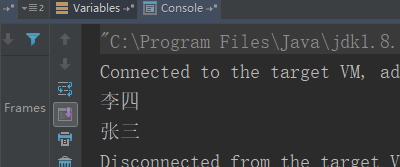 2 Variables Console
"C:\Program Files\Java\jdk1.8.
Connected to the target VM, ad
Frames
李四
张三
Disconnected from the target V